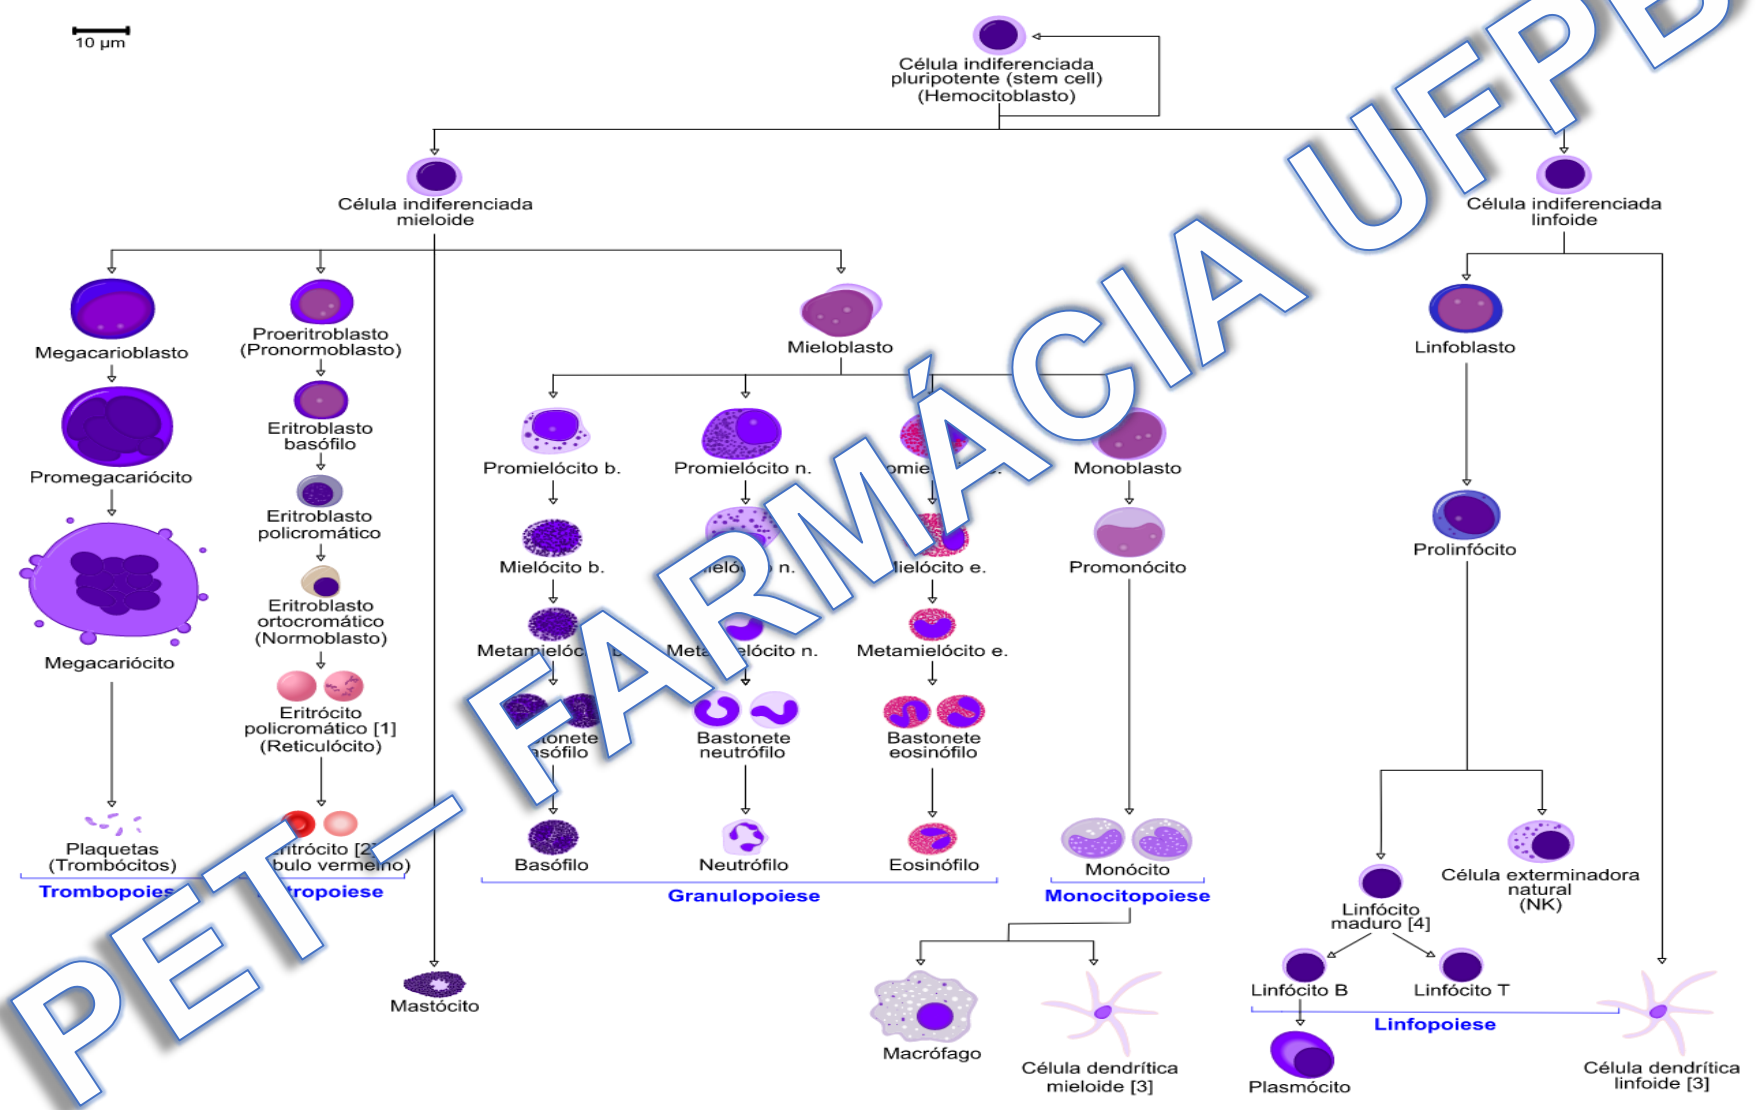 10 µm
Célula indiferenciada
pluripotente (stem cell)
(Hemocitoblasto)
Célula indiferenciada
mieloide
Célula indiferenciada
linfoide
Megacarioblasto
Proeritroblasto
(Pronormoblasto)
Mieloblasto
Linfoblasto
Promegacariócito
Eritroblasto
basófilo
Promielócito b.
Promielócito n.
Monoblasto
Eritroblasto
policromático
Mielócito b.
n.
e.
Promonócito
Prolinfócito
Eritroblasto
ortocromático
(Normoblasto)
Megacariócito
Metamielócito e.
Eritrócito
policromático [1]
(Reticulócito)
Bastonete
neutrófilo
Bastonete
eosinófilo
Plaquetas
(Trombócitos)
Basófilo
Neutrófilo
Eosinófilo
Monócito
Célula exterminadora
natural
(NK)
Granulopoiese
Monocitopoiese
Linfócito
maduro [4]
Linfócito B
Linfócito T
Linfopoiese
Mastócito
Macrófago
Célula dendrítica
mieloide [3]
Plasmócito
Célula dendrítica
linfoide [3]
PET – FARMÁCIA UFPB